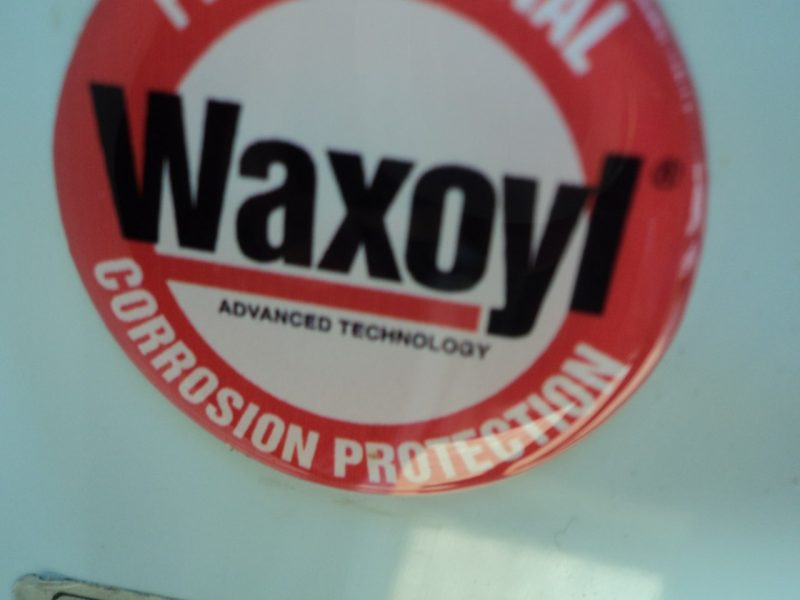 Waxoyl®
ADVANCED TECHNOLOGY
CORROSION PROTECTION